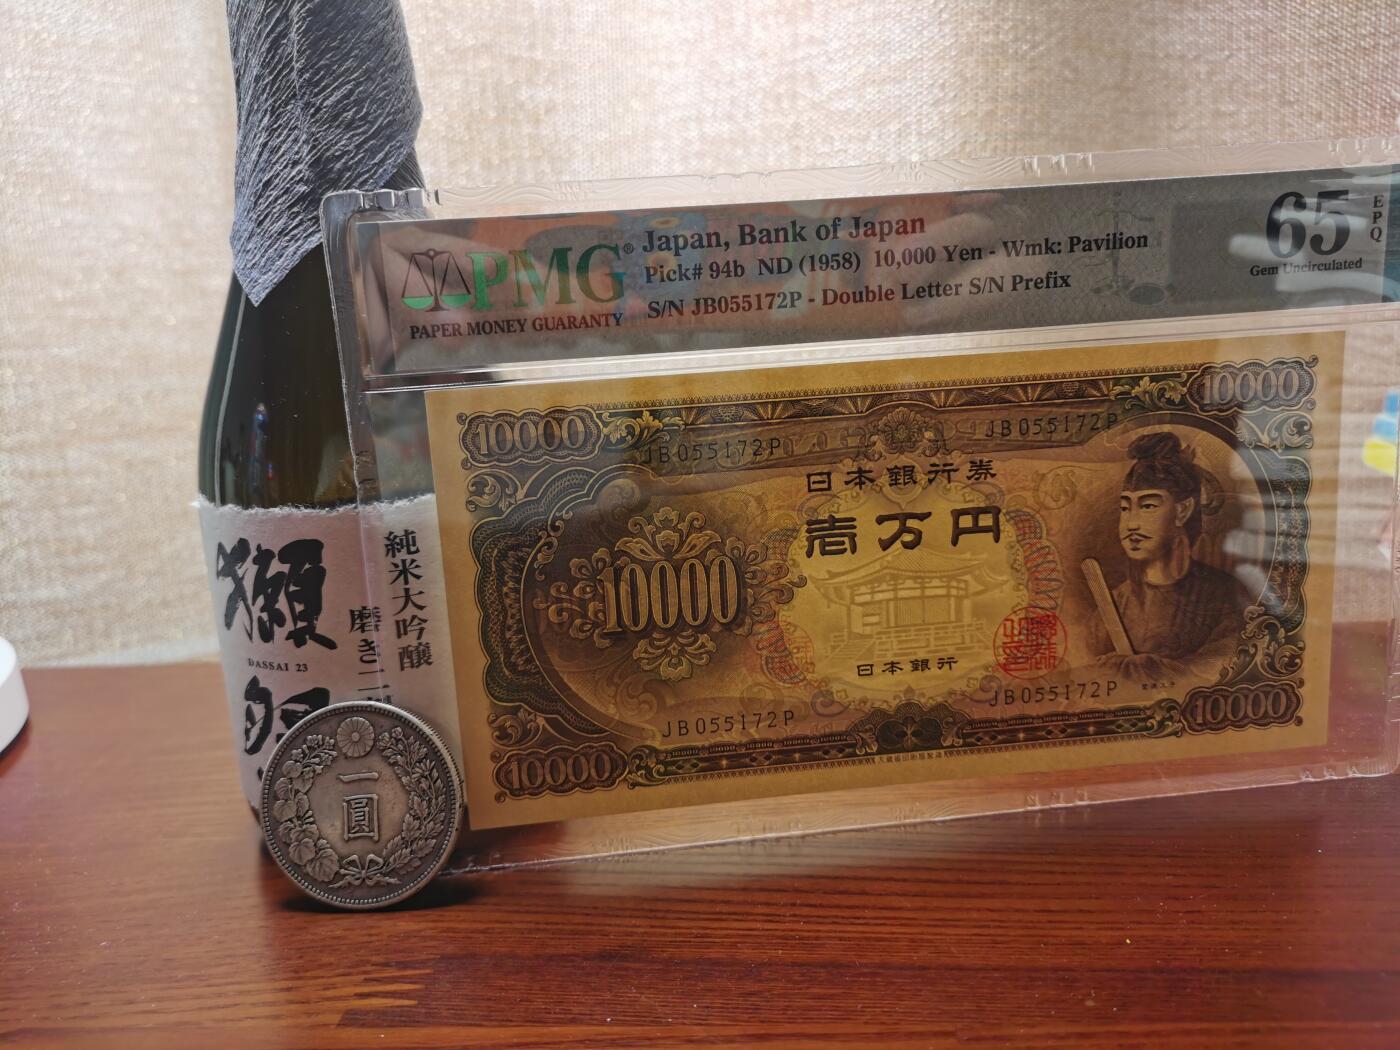 PMG®
PAPER MONEY GUARANTY
Japan, Bank of Japan
Pick# 94b ND (1958) 10,000 Yen - Wmk: Pavilion
S/N JB055172P - Double Letter S/N Prefix
65
EPQ
Gem Uncirculated
10000
10000
JB055172P
JB055172P
日本銀行券
壱万円
10000
日本銀行
JB055172P
JB055172P
10000
10000
純米大吟醸
磨き二
獺
DASSAI 23
一圓